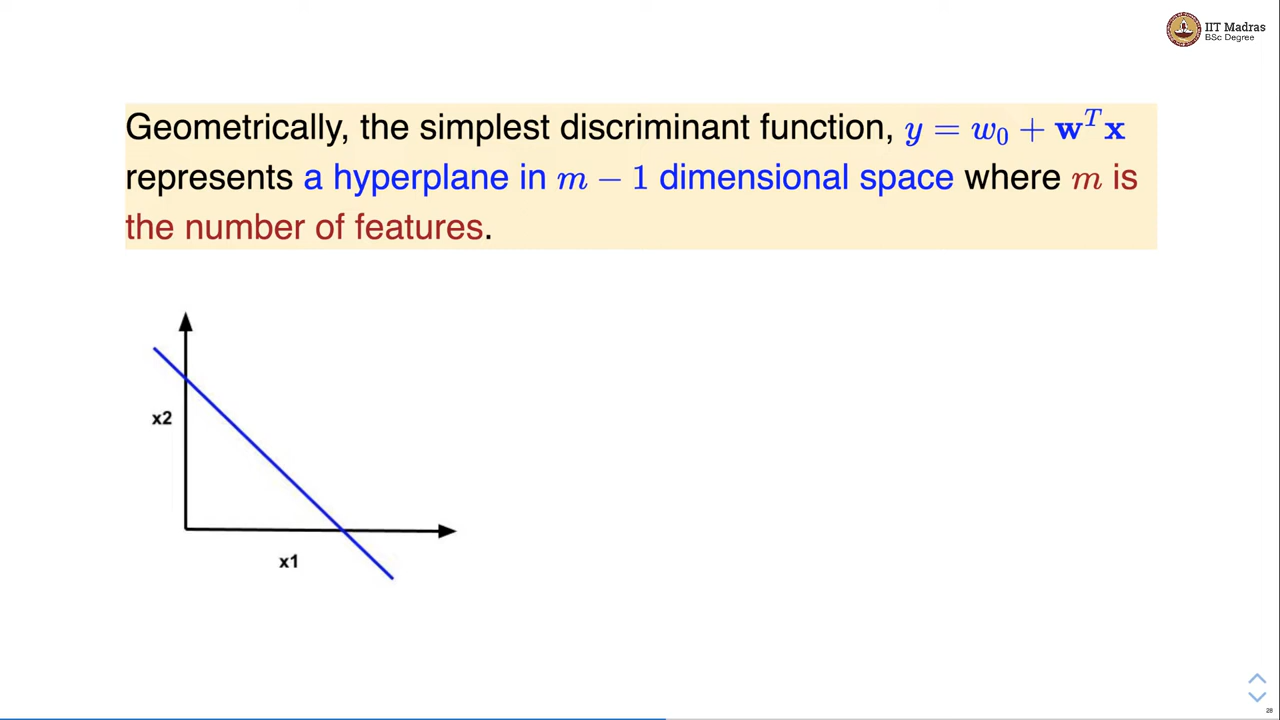 IIT Madras
BSc Degree
Geometrically, the simplest discriminant function, y = w₀ + wᵀx
represents a hyperplane in m − 1 dimensional space where m is
the number of features.
x2
x1
28